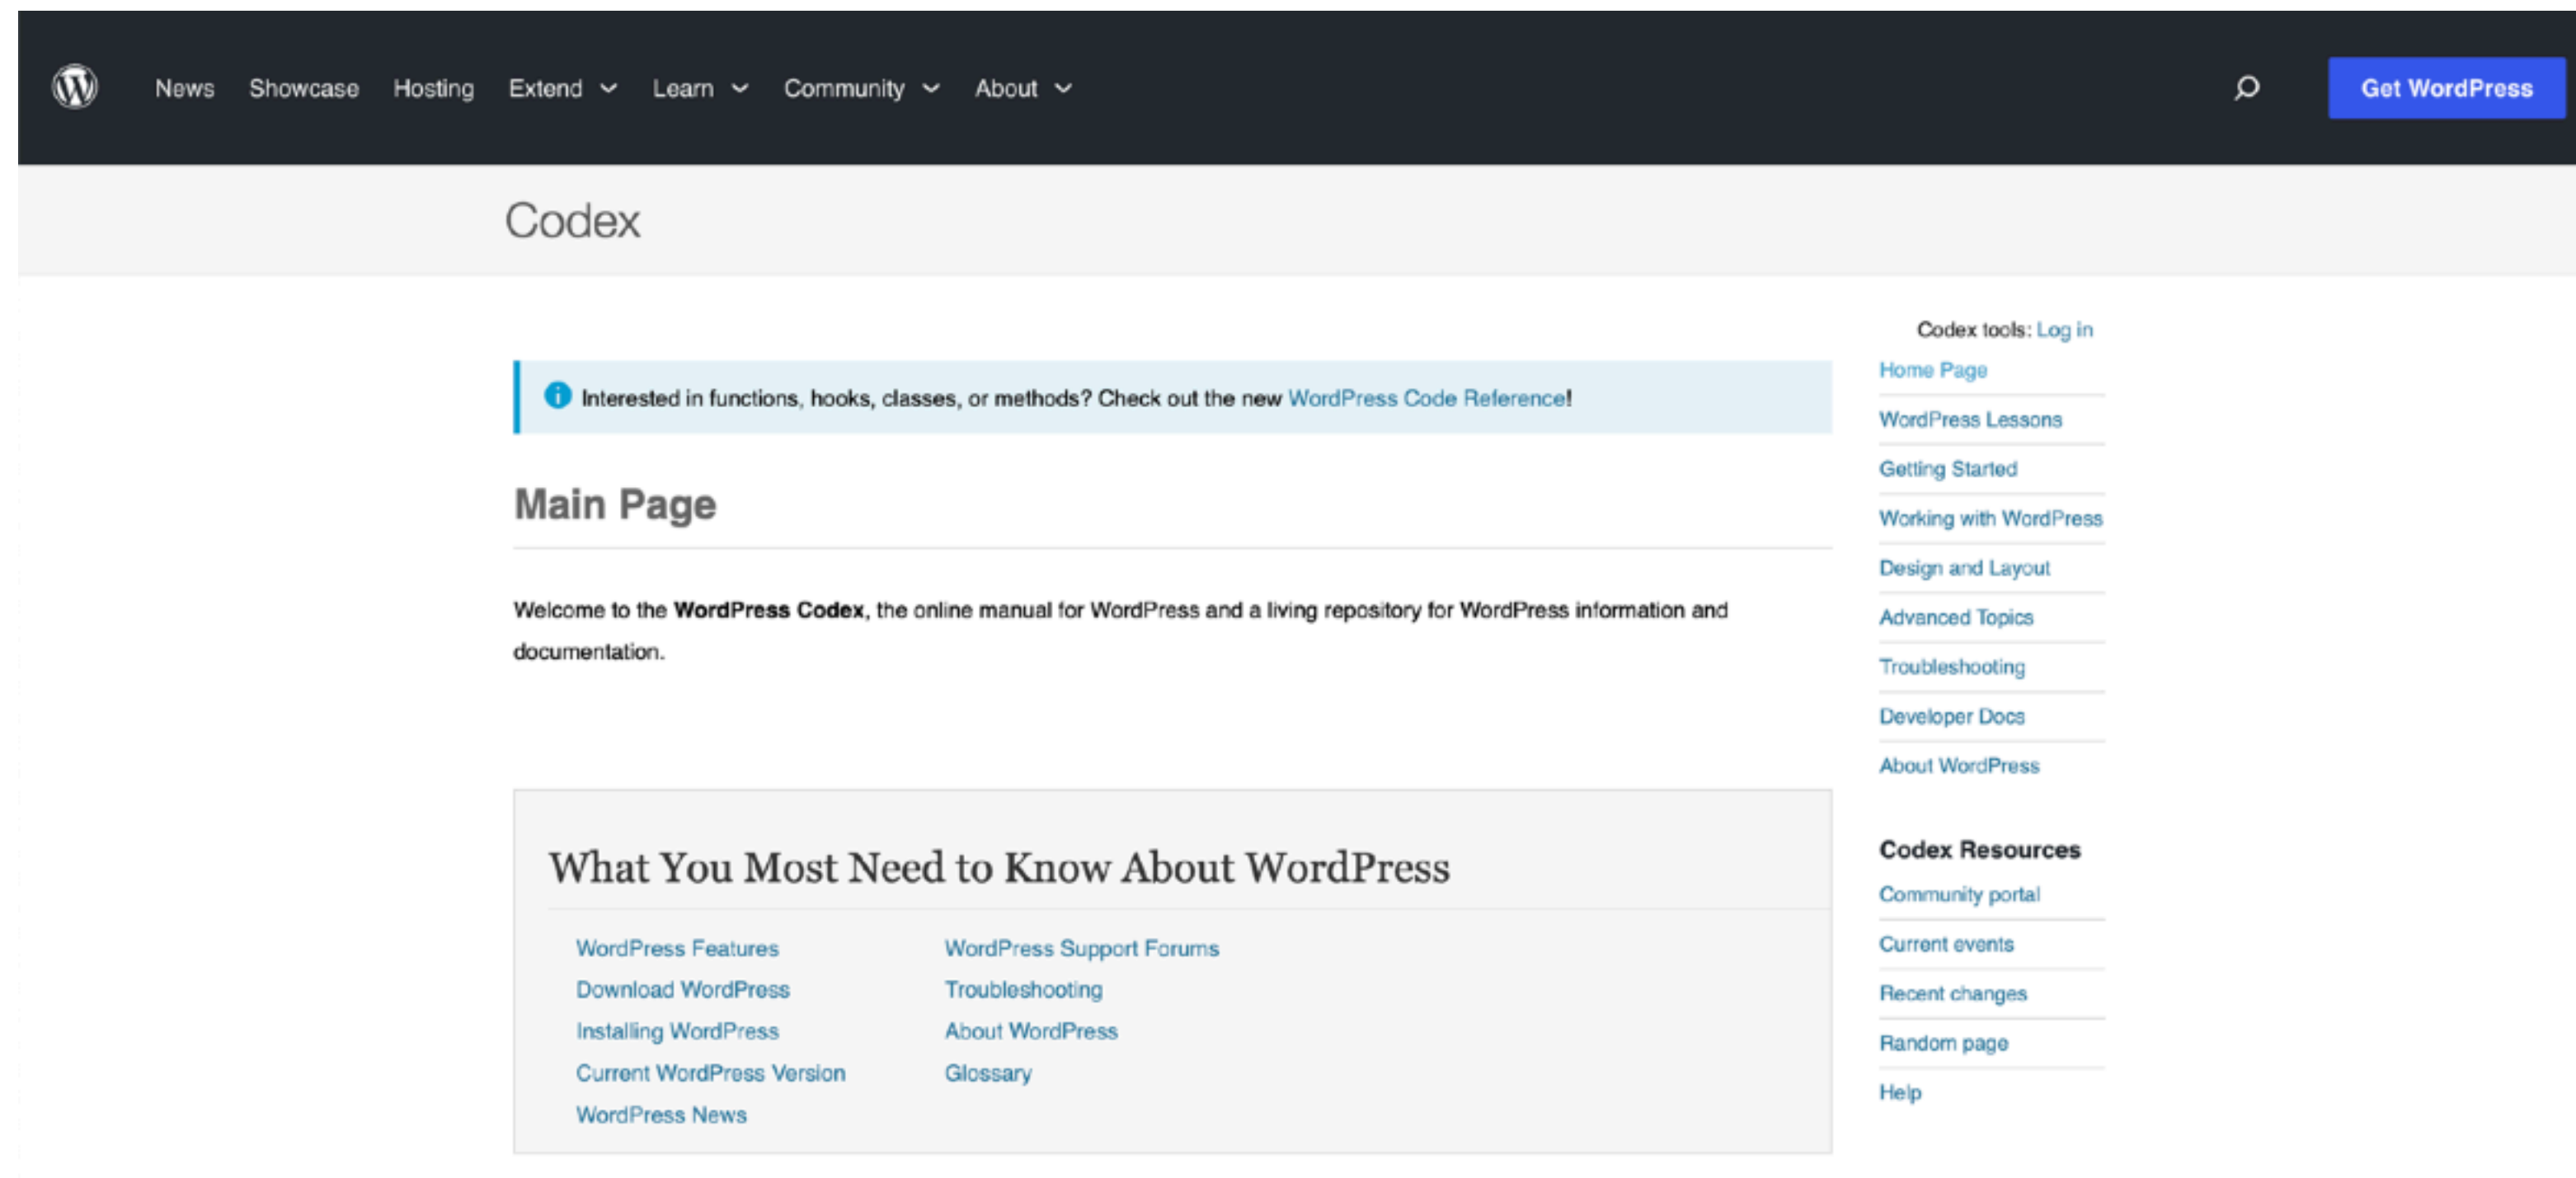 News Showcase Hosting Extend Learn Community About Get WordPress
Codex
Interested in functions, hooks, classes, or methods? Check out the new WordPress Code Reference!
Main Page
Welcome to the WordPress Codex, the online manual for WordPress and a living repository for WordPress information and
documentation.
What You Most Need to Know About WordPress
WordPress Features
Download WordPress
Installing WordPress
Current WordPress Version
WordPress News
WordPress Support Forums
Troubleshooting
About WordPress
Glossary
Codex tools: Log in
Home Page
WordPress Lessons
Getting Started
Working with WordPress
Design and Layout
Advanced Topics
Troubleshooting
Developer Docs
About WordPress
Codex Resources
Community portal
Current events
Recent changes
Random page
Help